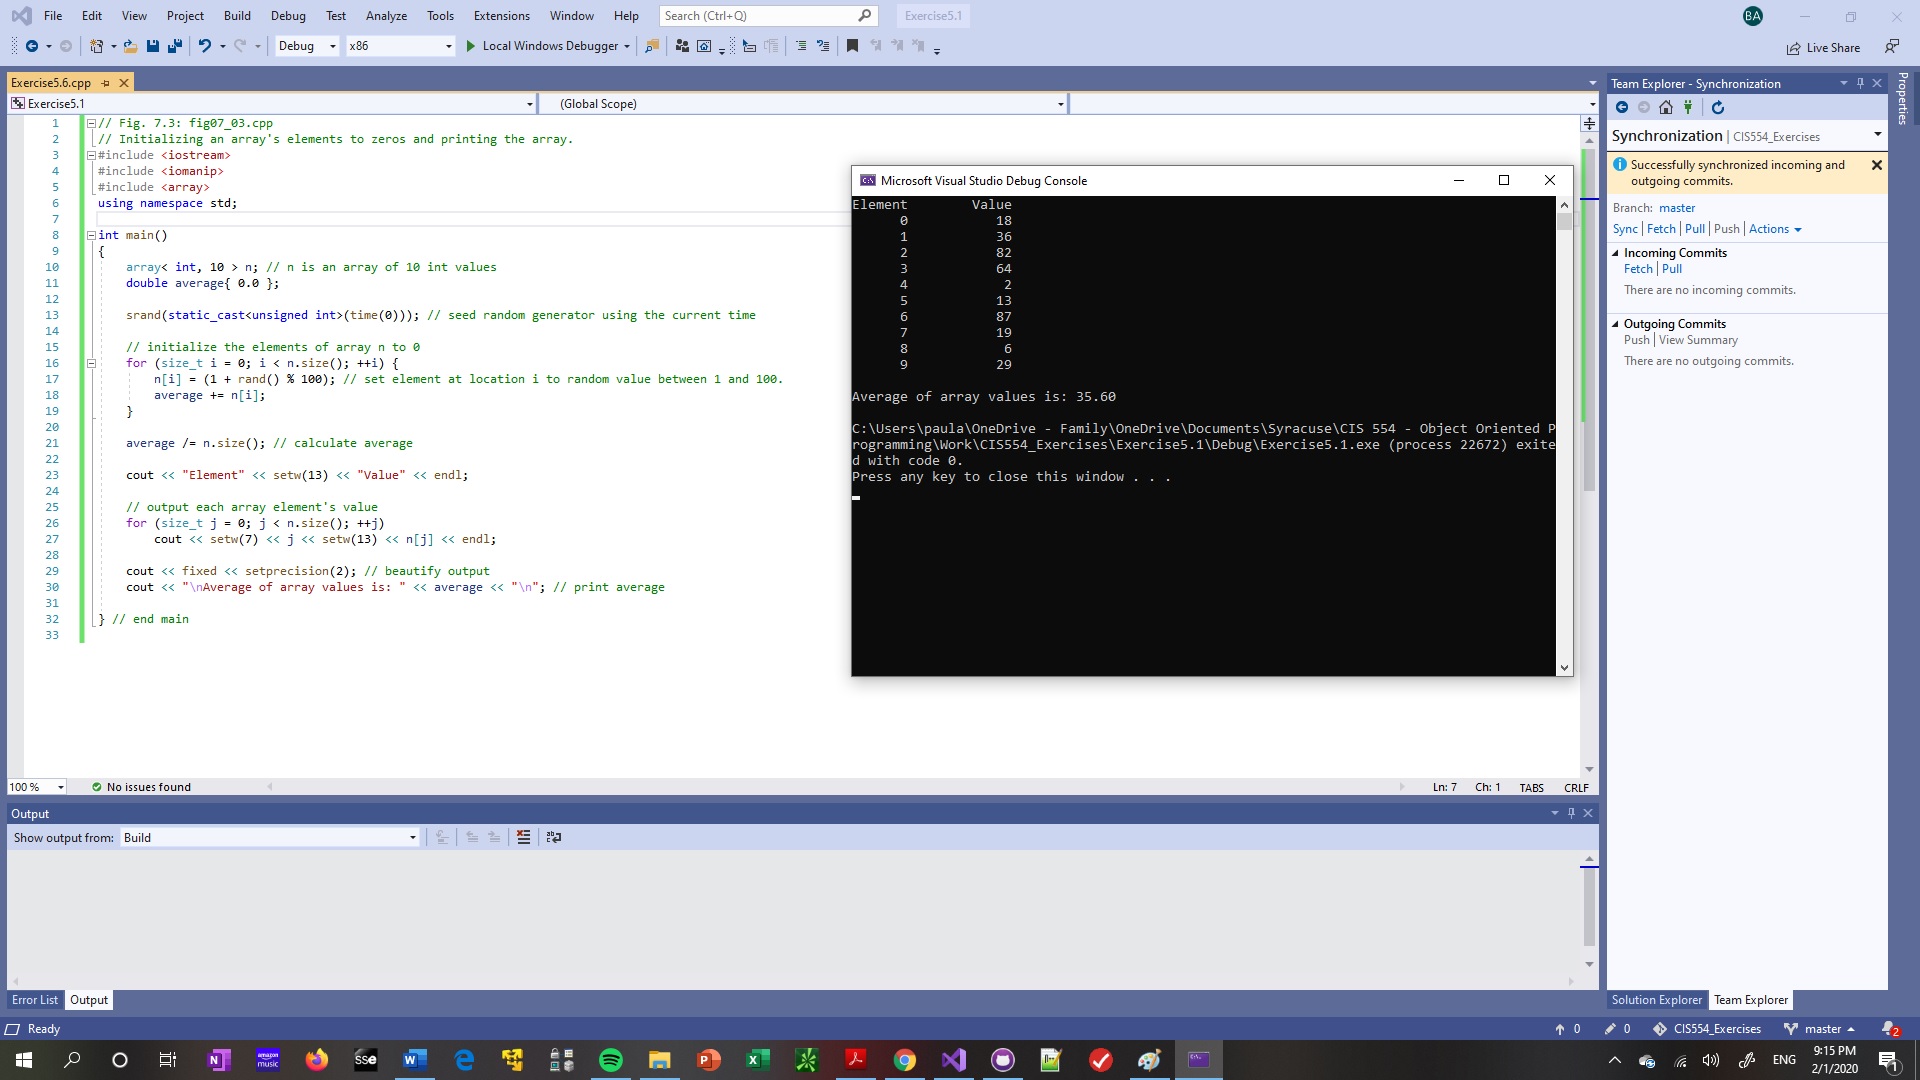 File Edit View Project Build Debug Test Analyze Tools Extensions Window Help Search (Ctrl+Q) Exercise5.1 BA
Debug x86 Local Windows Debugger Live Share
Exercise5.6.cpp
Exercise5.1 (Global Scope)
1 // Fig. 7.3: fig07_03.cpp
2 // Initializing an array's elements to zeros and printing the array.
3 #include <iostream>
4 #include <iomanip>
5 #include <array>
6 using namespace std;
7
8 int main()
9 {
10 array< int, 10 > n; // n is an array of 10 int values
11 double average{ 0.0 };
12
13 srand(static_cast<unsigned int>(time(0))); // seed random generator using the current time
14
15 // initialize the elements of array n to 0
16 for (size_t i = 0; i < n.size(); ++i) {
17 n[i] = (1 + rand() % 100); // set element at location i to random value between 1 and 100.
18 average += n[i];
19 }
20
21 average /= n.size(); // calculate average
22
23 cout << "Element" << setw(13) << "Value" << endl;
24
25 // output each array element's value
26 for (size_t j = 0; j < n.size(); ++j)
27 cout << setw(7) << j << setw(13) << n[j] << endl;
28
29 cout << fixed << setprecision(2); // beautify output
30 cout << "\nAverage of array values is: " << average << "\n"; // print average
31
32 } // end main
33
100 % No issues found Ln: 7 Ch: 1 TABS CRLF
Microsoft Visual Studio Debug Console
Element Value
0 18
1 36
2 82
3 64
4 2
5 13
6 87
7 19
8 6
9 29
Average of array values is: 35.60
C:\Users\paula\OneDrive - Family\OneDrive\Documents\Syracuse\CIS 554 - Object Oriented P
rogramming\Work\CIS554_Exercises\Exercise5.1\Debug\Exercise5.1.exe (process 22672) exite
d with code 0.
Press any key to close this window . . .
Team Explorer - Synchronization
Synchronization | CIS554_Exercises
Successfully synchronized incoming and
outgoing commits.
Branch: master
Sync | Fetch | Pull | Push | Actions
Incoming Commits
Fetch | Pull
There are no incoming commits.
Outgoing Commits
Push | View Summary
There are no outgoing commits.
Properties
Output
Show output from: Build
Error List Output
Solution Explorer Team Explorer
Ready 0 0 CIS554_Exercises master 2
N amazon music SSe W P X ENG 9:15 PM 1
2/1/2020